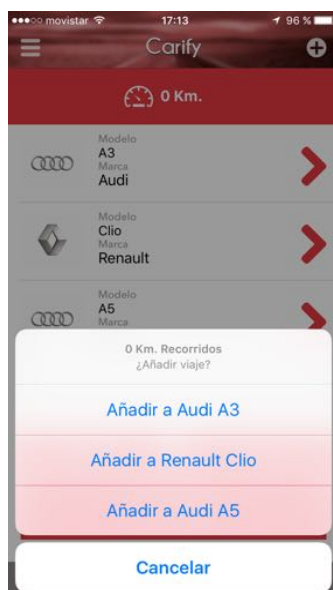 movistar 17:13 96 %
Carify
0 Km.
Modelo
A3
Marca
Audi
Modelo
Clio
Marca
Renault
Modelo
A5
Marca
0 Km. Recorridos
¿Añadir viaje?
Añadir a Audi A3
Añadir a Renault Clio
Añadir a Audi A5
Cancelar